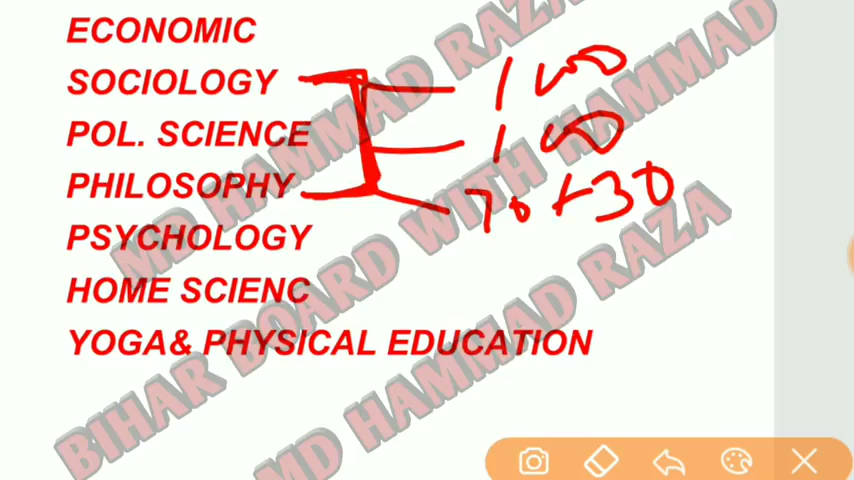 ECONOMIC
SOCIOLOGY
100
POL. SCIENCE
100
PHILOSOPHY
70+30
PSYCHOLOGY
HOME SCIENC
YOGA& PHYSICAL EDUCATION
MD HAMMAD RAZA
BIHAR BOARD WITH HAMMAD
MD HAMMAD RAZA